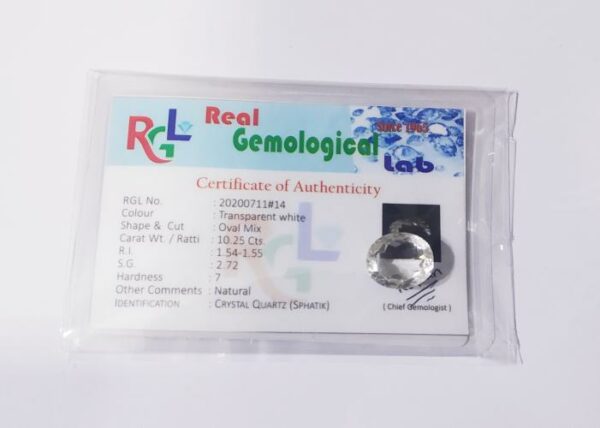 RGL Real
Gemological
Since 1965
Lab
Certificate of Authenticity
RGL No. : 20200711#14
Colour : Transparent white
Shape & Cut : Oval Mix
Carat Wt. / Ratti : 10.25 Cts.
R.I. : 1.54-1.55
S.G. : 2.72
Hardness : 7
Other Comments : Natural
IDENTIFICATION : CRYSTAL QUARTZ (SPHATIK)
( Chief Gemologist )
RGL